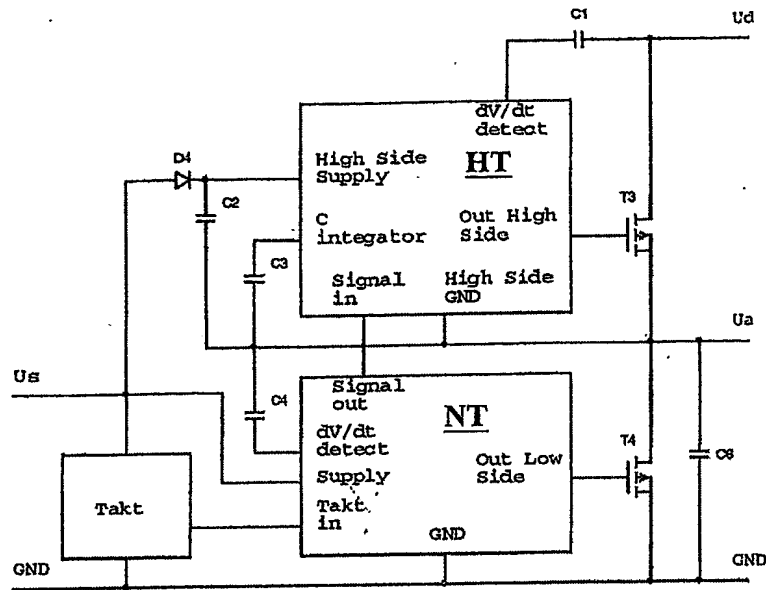 C1
Ud
dV/dt
detect
D4
High Side
Supply
HT
C2
T3
C
integator
Out High
Side
C3
Signal
in
High Side
GND
Ua
Us
Signal
out
C4
NT
dV/dt
detect
T4
Out Low
Side
C6
Supply
Takt
Takt
in
GND
GND
GND